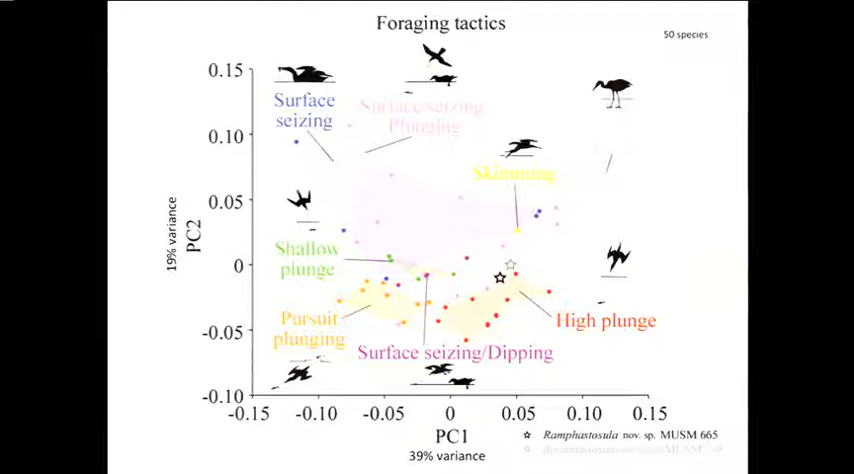 Foraging tactics
50 species
0.15
Surface
seizing
Surface seizing
Plunging
0.10
Skimming
0.05
19% variance
PC2
Shallow
plunge
0
Pursuit
plunging
High plunge
-0.05
Surface seizing/Dipping
-0.10
-0.15
-0.10
-0.05
0
0.05
0.10
0.15
PC1
39% variance
Ramphastosula nov. sp. MUSM 665